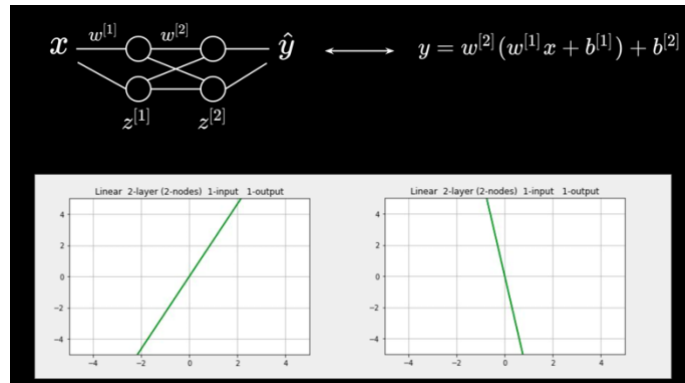 x w^{[1]} w^{[2]} ŷ ⟷ y = w^{[2]}(w^{[1]}x + b^{[1]}) + b^{[2]}
z^{[1]} z^{[2]}
Linear 2-layer (2-nodes) 1-input 1-output
4
2
0
−2
−4
−4 −2 0 2 4
Linear 2-layer (2-nodes) 1-input 1-output
4
2
0
−2
−4
−4 −2 0 2 4